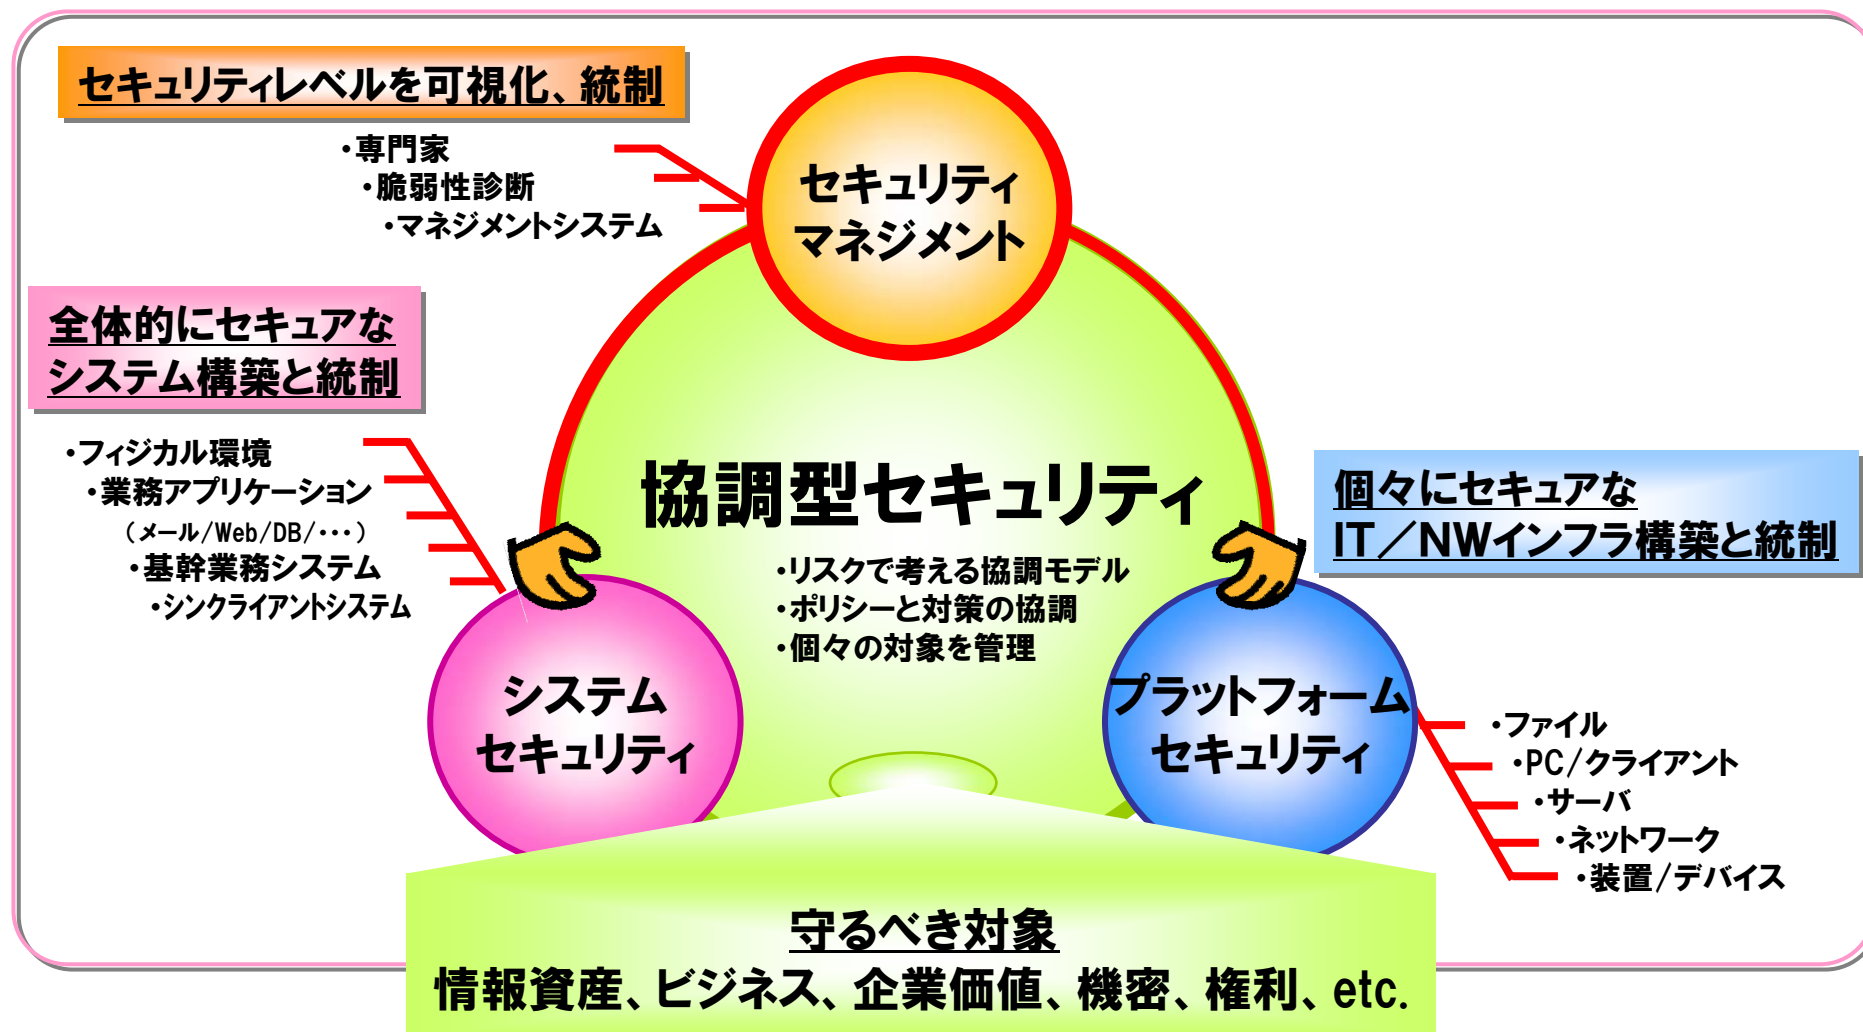 セキュリティレベルを可視化、統制
・専門家
・脆弱性診断
・マネジメントシステム
セキュリティ
マネジメント
全体的にセキュアな
システム構築と統制
・フィジカル環境
・業務アプリケーション
（メール/Web/DB/・・・）
・基幹業務システム
・シンクライアントシステム
協調型セキュリティ
・リスクで考える協調モデル
・ポリシーと対策の協調
・個々の対象を管理
個々にセキュアな
IT／NWインフラ構築と統制
システム
セキュリティ
プラットフォーム
セキュリティ
・ファイル
・PC/クライアント
・サーバ
・ネットワーク
・装置/デバイス
守るべき対象
情報資産、ビジネス、企業価値、機密、権利、etc.